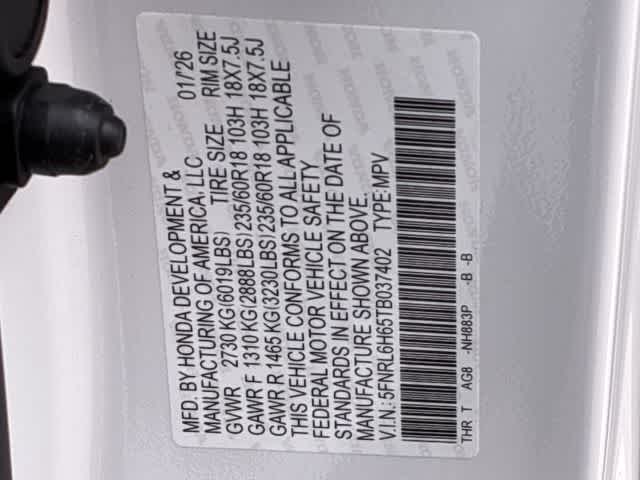 MFD. BY HONDA DEVELOPMENT & 01/'26
MANUFACTURING OF AMERICA, LLC
GVWR 2730 KG(6019LBS) TIRE SIZE RIM SIZE
GAWR F 1310 KG(2888LBS) 235/60R18 103H 18X7.5J
GAWR R 1465 KG(3230LBS) 235/60R18 103H 18X7.5J
THIS VEHICLE CONFORMS TO ALL APPLICABLE
FEDERAL MOTOR VEHICLE SAFETY
STANDARDS IN EFFECT ON THE DATE OF
MANUFACTURE SHOWN ABOVE.
V.I.N.: 5FNRL6H65TB037402 TYPE:MPV
THR T AG8 -NH883P -B -B